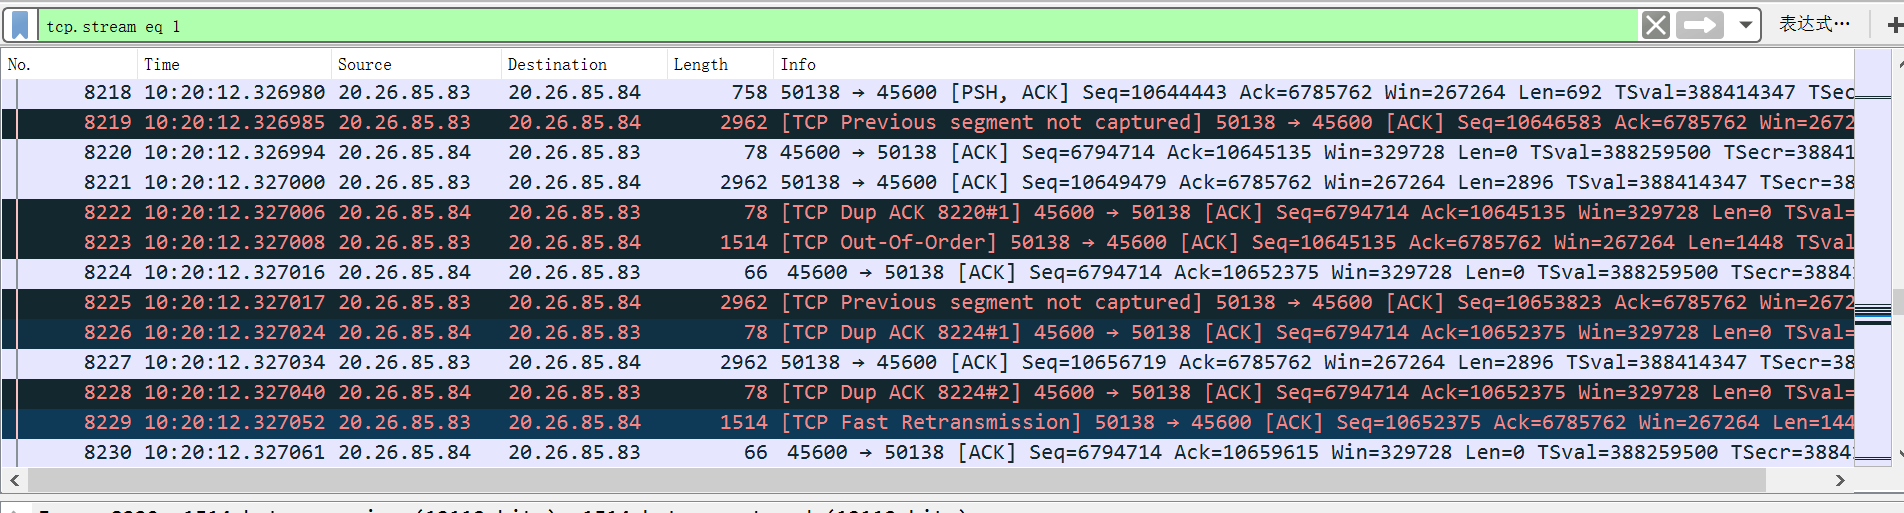 tcp.stream eq 1 表达式…
No. Time Source Destination Length Info
8218 10:20:12.326980 20.26.85.83 20.26.85.84 758 50138 → 45600 [PSH, ACK] Seq=10644443 Ack=6785762 Win=267264 Len=692 TSval=388414347 TSec
8219 10:20:12.326985 20.26.85.83 20.26.85.84 2962 [TCP Previous segment not captured] 50138 → 45600 [ACK] Seq=10646583 Ack=6785762 Win=2672
8220 10:20:12.326994 20.26.85.84 20.26.85.83 78 45600 → 50138 [ACK] Seq=6794714 Ack=10645135 Win=329728 Len=0 TSval=388259500 TSecr=38841
8221 10:20:12.327000 20.26.85.83 20.26.85.84 2962 50138 → 45600 [ACK] Seq=10649479 Ack=6785762 Win=267264 Len=2896 TSval=388414347 TSecr=38
8222 10:20:12.327006 20.26.85.84 20.26.85.83 78 [TCP Dup ACK 8220#1] 45600 → 50138 [ACK] Seq=6794714 Ack=10645135 Win=329728 Len=0 TSval=
8223 10:20:12.327008 20.26.85.83 20.26.85.84 1514 [TCP Out-Of-Order] 50138 → 45600 [ACK] Seq=10645135 Ack=6785762 Win=267264 Len=1448 TSval
8224 10:20:12.327016 20.26.85.84 20.26.85.83 66 45600 → 50138 [ACK] Seq=6794714 Ack=10652375 Win=329728 Len=0 TSval=388259500 TSecr=3884
8225 10:20:12.327017 20.26.85.83 20.26.85.84 2962 [TCP Previous segment not captured] 50138 → 45600 [ACK] Seq=10653823 Ack=6785762 Win=2672
8226 10:20:12.327024 20.26.85.84 20.26.85.83 78 [TCP Dup ACK 8224#1] 45600 → 50138 [ACK] Seq=6794714 Ack=10652375 Win=329728 Len=0 TSval=
8227 10:20:12.327034 20.26.85.83 20.26.85.84 2962 50138 → 45600 [ACK] Seq=10656719 Ack=6785762 Win=267264 Len=2896 TSval=388414347 TSecr=38
8228 10:20:12.327040 20.26.85.84 20.26.85.83 78 [TCP Dup ACK 8224#2] 45600 → 50138 [ACK] Seq=6794714 Ack=10652375 Win=329728 Len=0 TSval=
8229 10:20:12.327052 20.26.85.83 20.26.85.84 1514 [TCP Fast Retransmission] 50138 → 45600 [ACK] Seq=10652375 Ack=6785762 Win=267264 Len=144
8230 10:20:12.327061 20.26.85.84 20.26.85.83 66 45600 → 50138 [ACK] Seq=6794714 Ack=10659615 Win=329728 Len=0 TSval=388259500 TSecr=3884